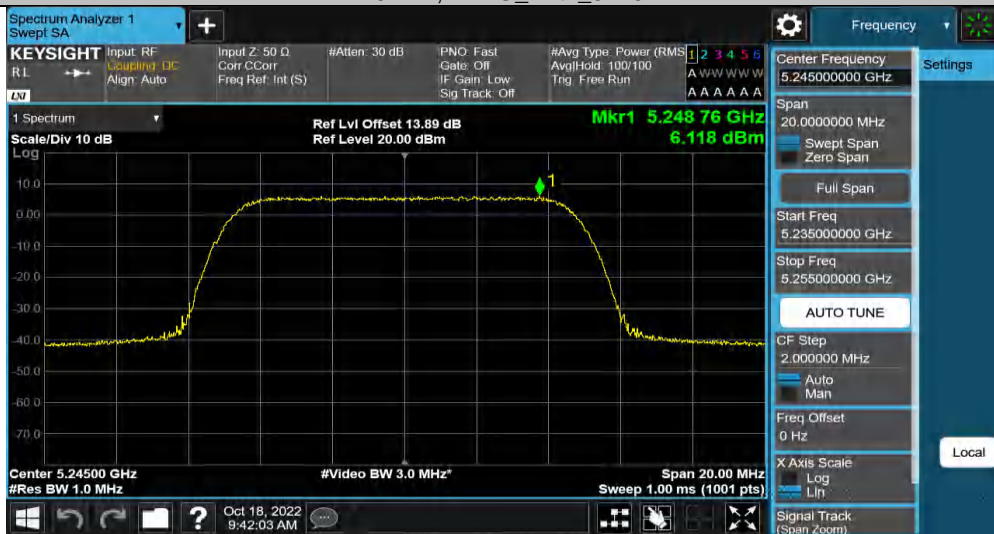 Spectrum Analyzer 1
Swept SA
+
Frequency
KEYSIGHT
RL
LXI
Input: RF
Coupling: DC
Align: Auto
Input Z: 50 Ω
Corr CCorr
Freq Ref: Int (S)
#Atten: 30 dB
PNO: Fast
Gate: Off
IF Gain: Low
Sig Track: Off
#Avg Type: Power (RMS
Avg|Hold: 100/100
Trig: Free Run
1 2 3 4 5 6
A W W W W W
A A A A A A
1 Spectrum
Scale/Div 10 dB
Log
Ref Lvl Offset 13.89 dB
Ref Level 20.00 dBm
Mkr1 5.248 76 GHz
6.118 dBm
10.0
0.00
-10.0
-20.0
-30.0
-40.0
-50.0
-60.0
-70.0
1
Center 5.24500 GHz
#Res BW 1.0 MHz
#Video BW 3.0 MHz*
Span 20.00 MHz
Sweep 1.00 ms (1001 pts)
Center Frequency
5.245000000 GHz
Span
20.0000000 MHz
Swept Span
Zero Span
Full Span
Start Freq
5.235000000 GHz
Stop Freq
5.255000000 GHz
AUTO TUNE
CF Step
2.000000 MHz
Auto
Man
Freq Offset
0 Hz
X Axis Scale
Log
Lin
Signal Track
(Span Zoom)
Settings
Local
?
Oct 18, 2022
9:42:03 AM